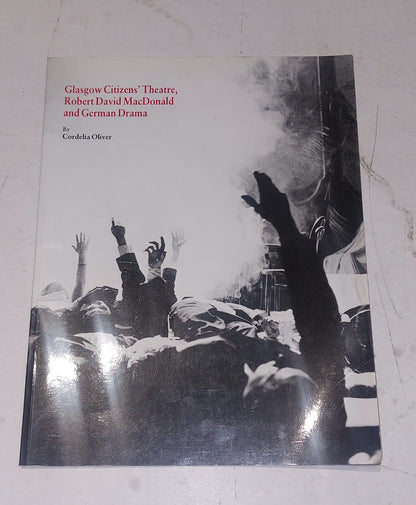 Glasgow Citizens' Theatre,
Robert David MacDonald
and German Drama
By
Cordelia Oliver